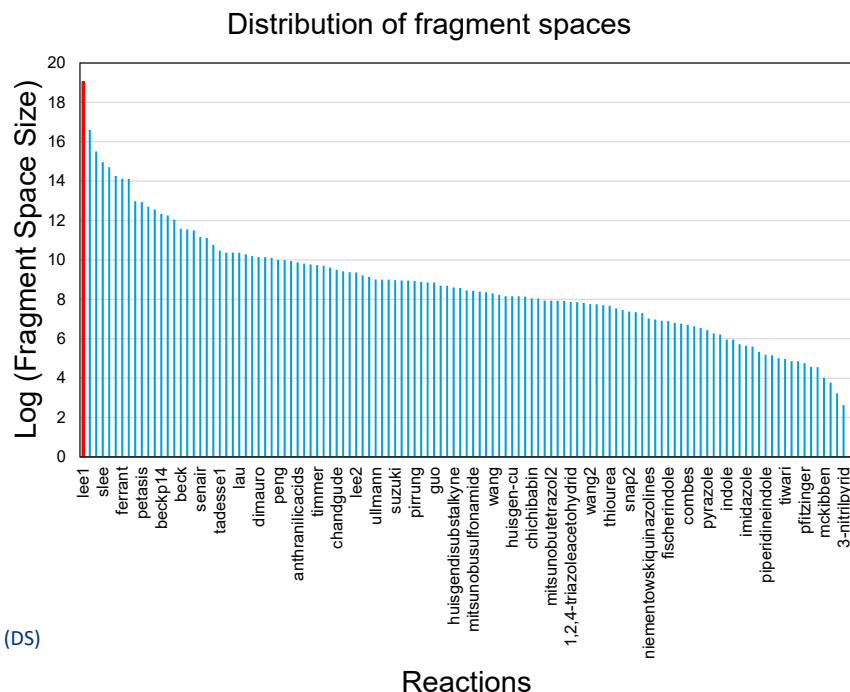 Distribution of fragment spaces
Log (Fragment Space Size)
20
18
16
14
12
10
8
6
4
2
0
lee1
slee
ferrant
petasis
beckp14
beck
senair
tadesse1
lau
dimauro
peng
anthranilicacids
timmer
chandgude
lee2
ullmann
suzuki
pirrung
guo
huisgendisubstalkyne
mitsunobusulfonamide
wang
huisgen-cu
chichibabin
mitsunobutetrazol2
1,2,4-triazoleacetohydrid
wang2
thiourea
snap2
niementowskiquinazolines
fischerindole
combes
pyrazole
indole
imidazole
piperidineindole
tiwari
pfitzinger
mckibben
3-nitrilbvrid
(DS)
Reactions